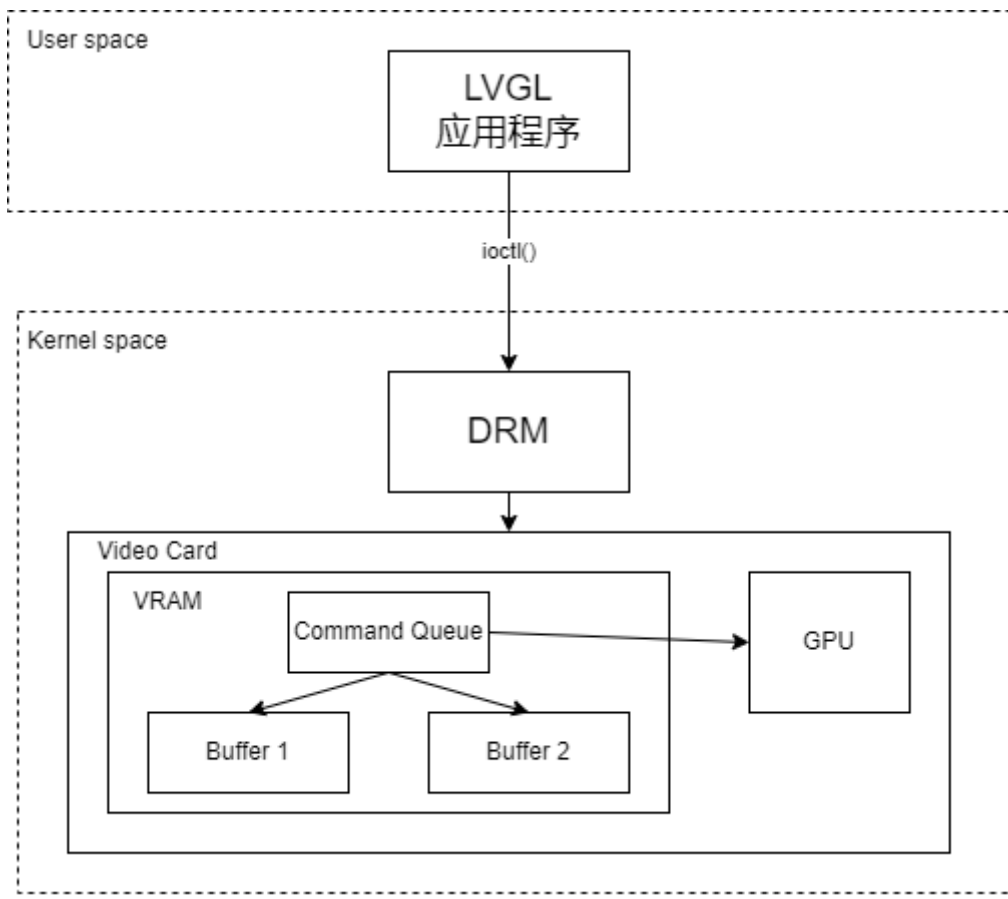 User space
LVGL
应用程序
ioctl()
Kernel space
DRM
Video Card
VRAM
Command Queue
GPU
Buffer 1
Buffer 2